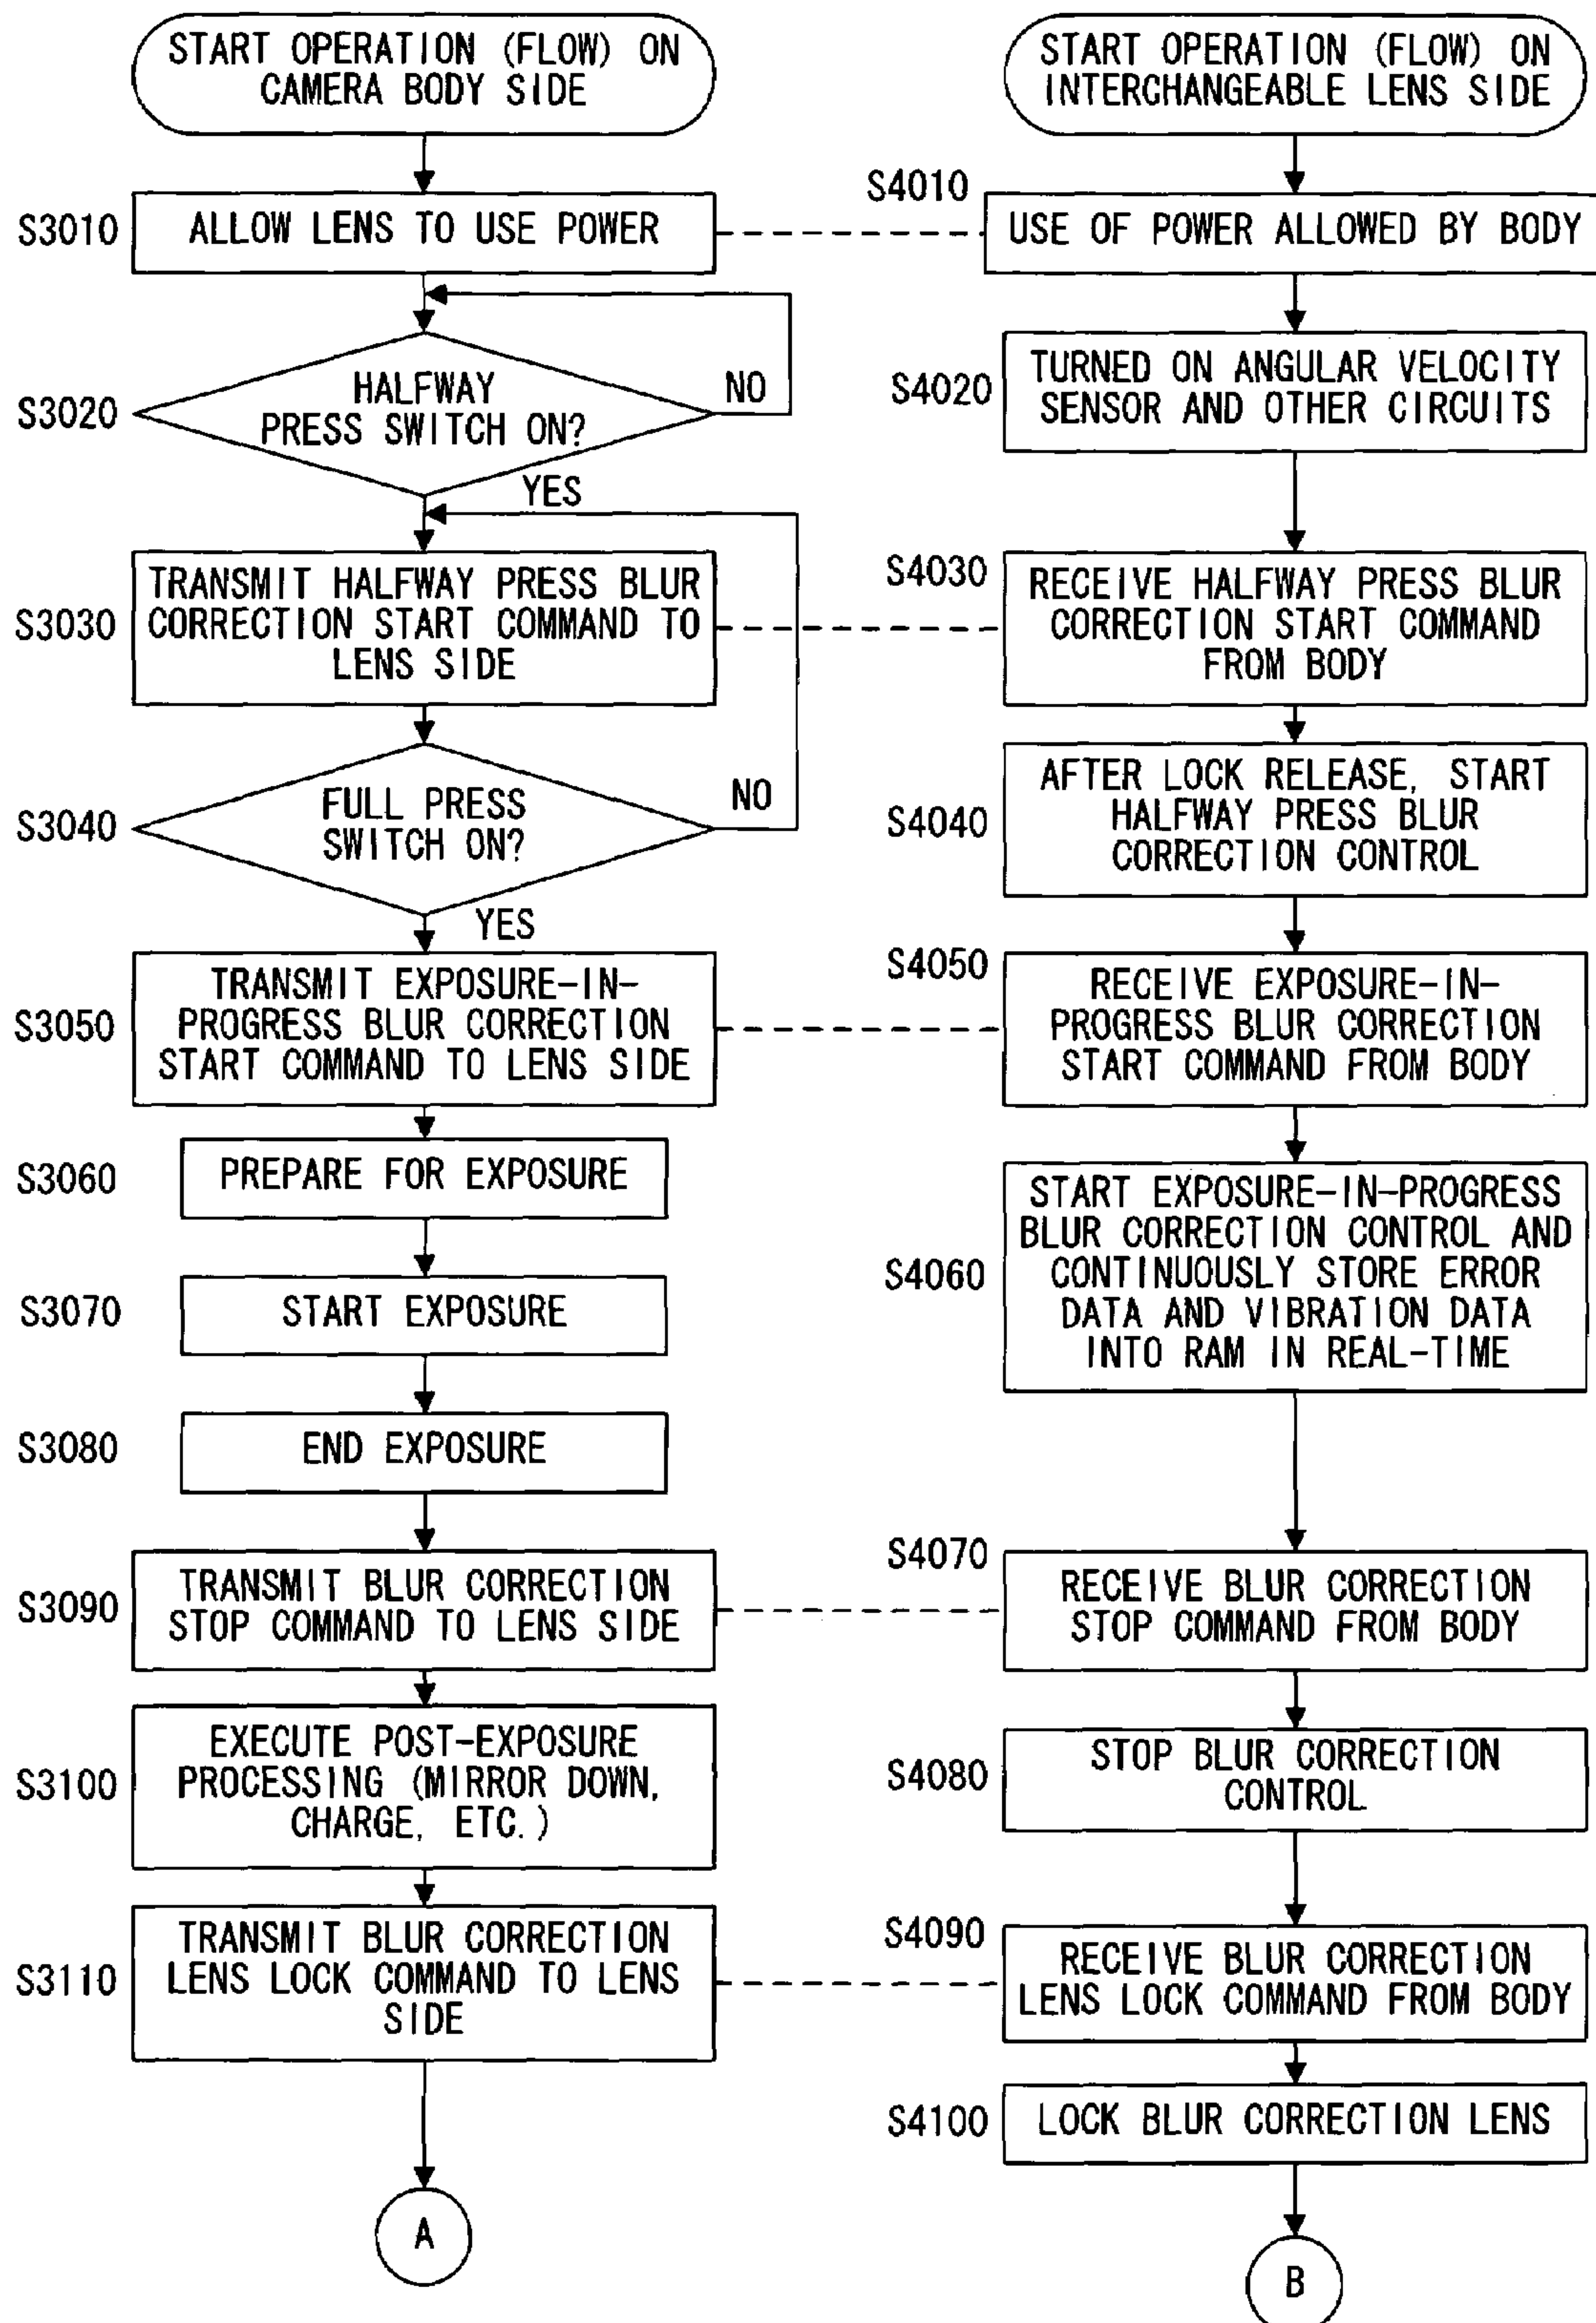 START OPERATION (FLOW) ON
CAMERA BODY SIDE
S3010
ALLOW LENS TO USE POWER
S3020
HALFWAY
PRESS SWITCH ON?
NO
YES
S3030
TRANSMIT HALFWAY PRESS BLUR
CORRECTION START COMMAND TO
LENS SIDE
S3040
FULL PRESS
SWITCH ON?
NO
YES
S3050
TRANSMIT EXPOSURE-IN-
PROGRESS BLUR CORRECTION
START COMMAND TO LENS SIDE
S3060
PREPARE FOR EXPOSURE
S3070
START EXPOSURE
S3080
END EXPOSURE
S3090
TRANSMIT BLUR CORRECTION
STOP COMMAND TO LENS SIDE
S3100
EXECUTE POST-EXPOSURE
PROCESSING (MIRROR DOWN,
CHARGE, ETC.)
S3110
TRANSMIT BLUR CORRECTION
LENS LOCK COMMAND TO LENS
SIDE
A
START OPERATION (FLOW) ON
INTERCHANGEABLE LENS SIDE
S4010
USE OF POWER ALLOWED BY BODY
S4020
TURNED ON ANGULAR VELOCITY
SENSOR AND OTHER CIRCUITS
S4030
RECEIVE HALFWAY PRESS BLUR
CORRECTION START COMMAND
FROM BODY
S4040
AFTER LOCK RELEASE, START
HALFWAY PRESS BLUR
CORRECTION CONTROL
S4050
RECEIVE EXPOSURE-IN-
PROGRESS BLUR CORRECTION
START COMMAND FROM BODY
S4060
START EXPOSURE-IN-PROGRESS
BLUR CORRECTION CONTROL AND
CONTINUOUSLY STORE ERROR
DATA AND VIBRATION DATA
INTO RAM IN REAL-TIME
S4070
RECEIVE BLUR CORRECTION
STOP COMMAND FROM BODY
S4080
STOP BLUR CORRECTION
CONTROL
S4090
RECEIVE BLUR CORRECTION
LENS LOCK COMMAND FROM BODY
S4100
LOCK BLUR CORRECTION LENS
B